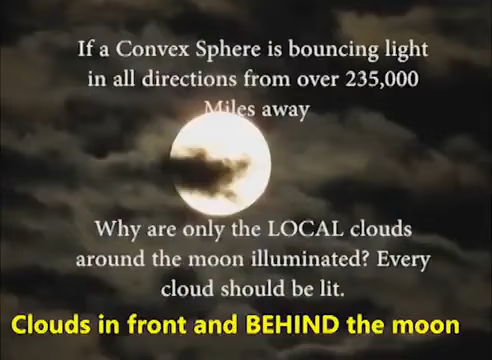 If a Convex Sphere is bouncing light
in all directions from over 235,000
Miles away
Why are only the LOCAL clouds
around the moon illuminated? Every
cloud should be lit.
Clouds in front and BEHIND the moon